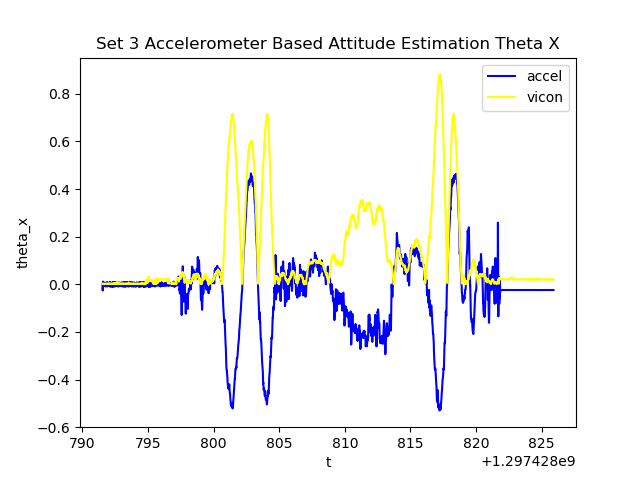 Set 3 Accelerometer Based Attitude Estimation Theta X
accel
vicon
0.8
0.6
0.4
0.2
0.0
−0.2
−0.4
−0.6
theta_x
790
795
800
805
810
815
820
825
t
+1.297428e9